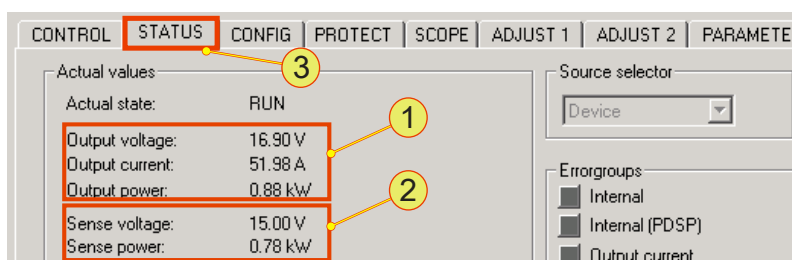 CONTROL STATUS CONFIG PROTECT SCOPE ADJUST 1 ADJUST 2 PARAMETE
3
Actual values
Actual state: RUN
1
Output voltage: 16.90 V
Output current: 51.98 A
Output power: 0.88 kW
2
Sense voltage: 15.00 V
Sense power: 0.78 kW
Source selector
Device
Errorgroups
Internal
Internal (PDSP)
Output current